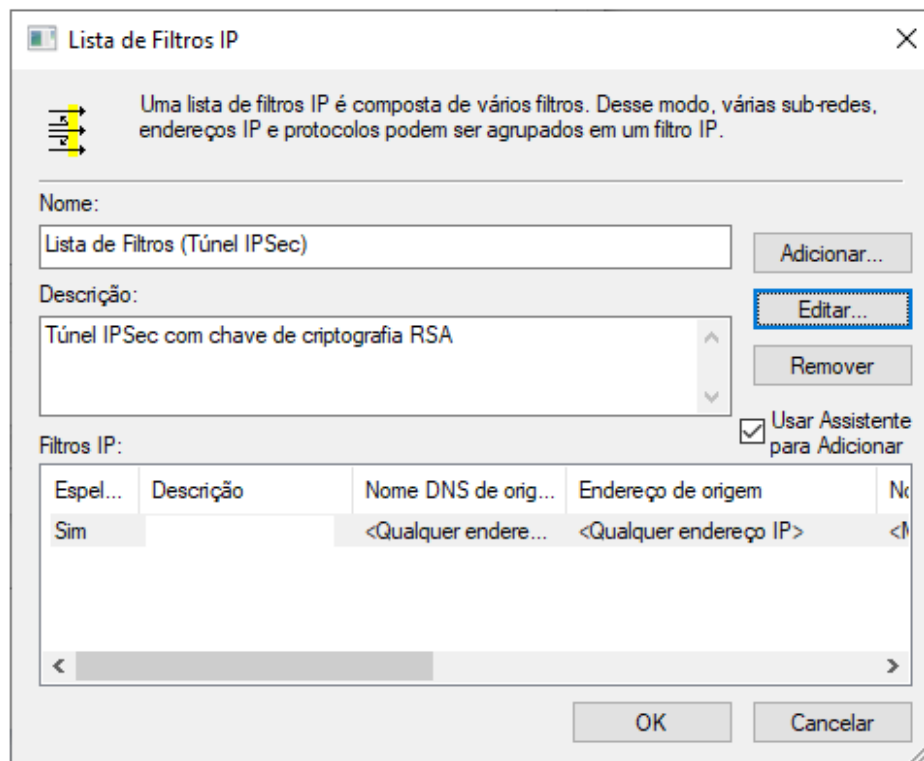 Lista de Filtros IP
Uma lista de filtros IP é composta de vários filtros. Desse modo, várias sub-redes,
endereços IP e protocolos podem ser agrupados em um filtro IP.
Nome:
Lista de Filtros (Túnel IPSec)
Adicionar...
Descrição:
Editar...
Túnel IPSec com chave de criptografia RSA
Remover
Usar Assistente
para Adicionar
Filtros IP:
Espel... Descrição Nome DNS de orig... Endereço de origem
Sim <Qualquer endere... <Qualquer endereço IP>
OK Cancelar